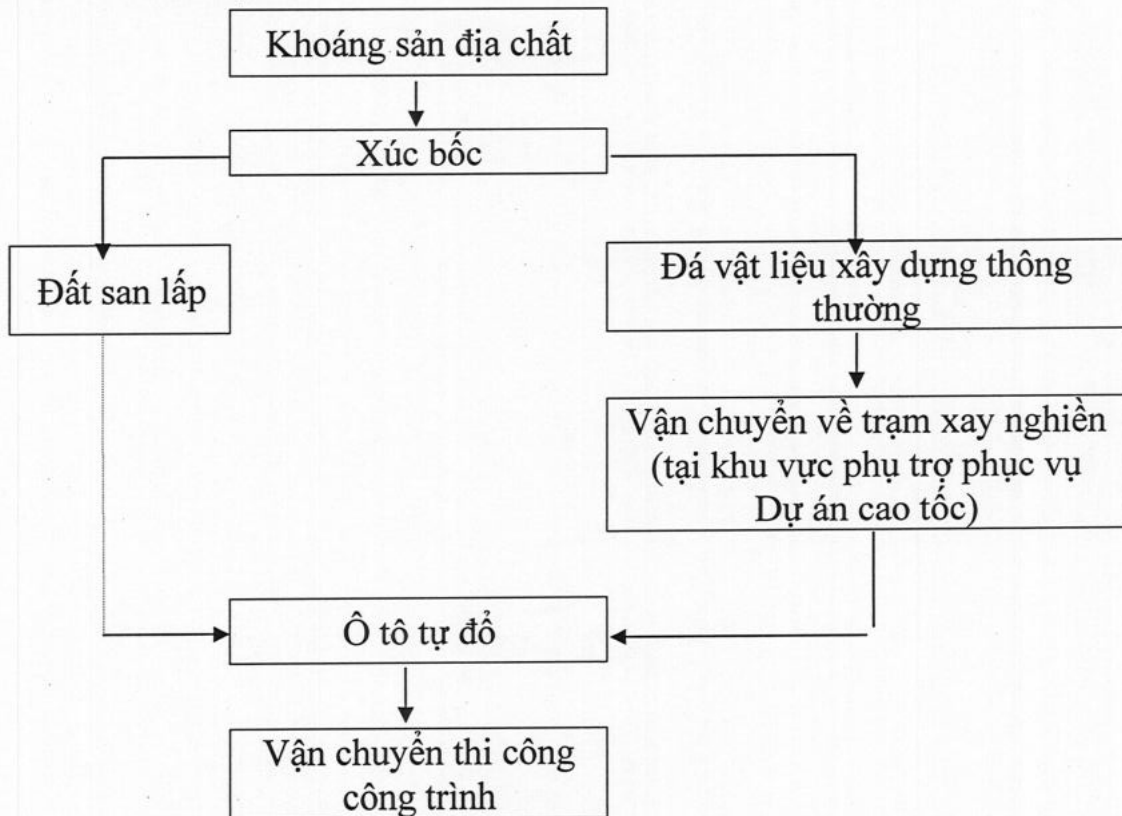 Khoáng sản địa chất
Xúc bốc
Đất san lấp
Đá vật liệu xây dựng thông
thường
Vận chuyển về trạm xay nghiền
(tại khu vực phụ trợ phục vụ
Dự án cao tốc)
Ô tô tự đổ
Vận chuyển thi công
công trình